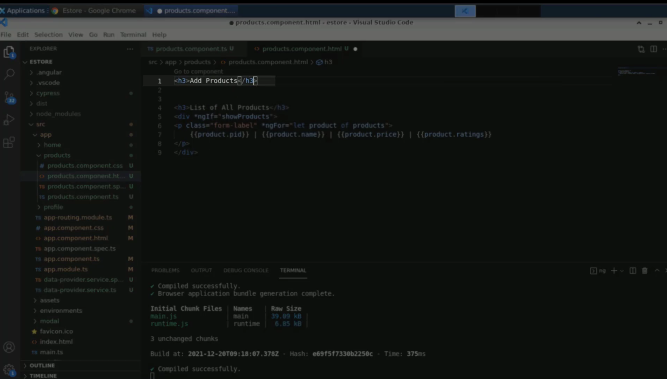 Applications
Estore - Google Chrome
● products.componen...
● products.component.html - estore - Visual Studio Code
File Edit Selection View Go Run Terminal Help
EXPLORER
products.component.ts U
products.component.html U ●
src > app > products > products.component.html > h3
ESTORE
.angular
.vscode
cypress
dist
node_modules
src
app
home
products
products.component.css U
products.component.ht... U
products.component.sp... U
products.component.ts U
profile
app-routing.module.ts M
app.component.css M
app.component.html M
app.component.spec.ts
app.component.ts M
app.module.ts M
data-provider.service.sp... U
data-provider.service.ts U
assets
environments
modal
favicon.ico
index.html
main.ts
OUTLINE
TIMELINE
Go to component
1 <h3>Add Products</h3>
2
3
4 <h3>List of All Products</h3>
5 <div *ngIf="showProducts">
6 <p class="form-label" *ngFor="let product of products">
7 {{product.pid}} | {{product.name}} | {{product.price}} | {{product.ratings}}
8 </p>
9 </div>
PROBLEMS OUTPUT DEBUG CONSOLE TERMINAL
✓ Compiled successfully.
✓ Browser application bundle generation complete.
Initial Chunk Files | Names | Raw Size
main.js | main | 39.69 kB |
runtime.js | runtime | 6.85 kB |
3 unchanged chunks
Build at: 2021-12-20T09:18:07.376Z - Hash: e69f5f7330b2250c - Time: 375ms
✓ Compiled successfully.